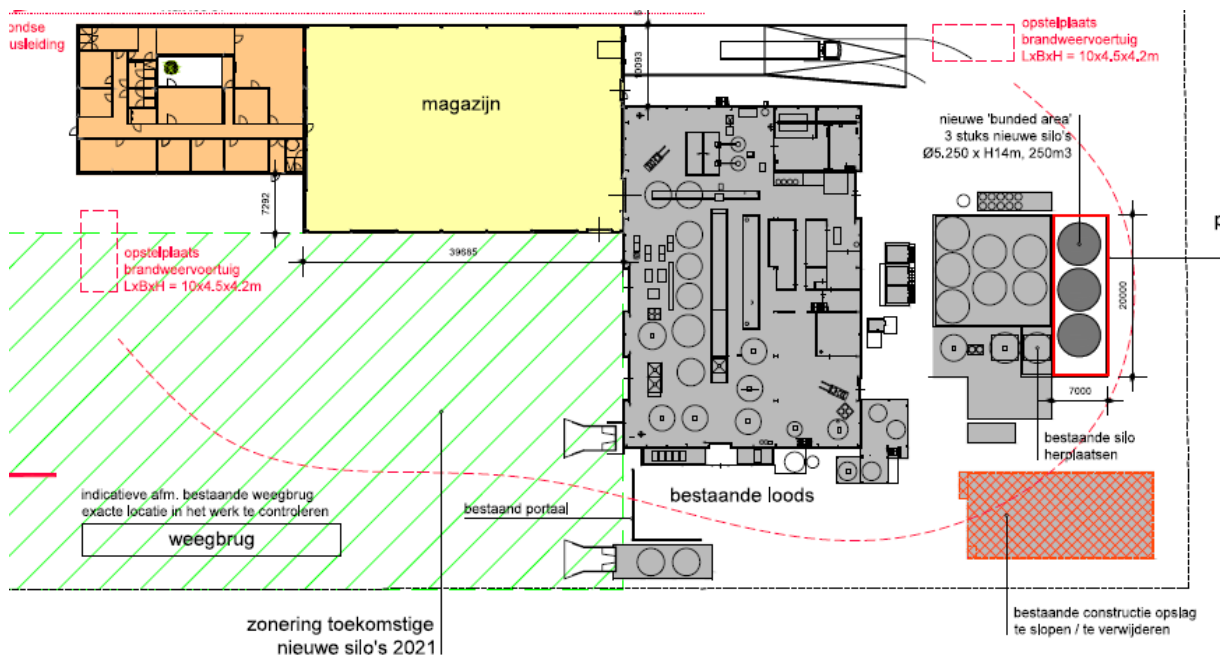 opstelplaats
brandweervoertuig
LxBxH = 10x4.5x4.2m
10093
magazijn
nieuwe 'bunded area'
3 stuks nieuwe silo's
Ø5,250 x H14m, 250m3
7292
39685
opstelplaats
brandweervoertuig
LxBxH = 10x4.5x4.2m
20000
7000
bestaande silo
herplaatsen
indicatieve afm. bestaande weegbrug
exacte locatie in het werk te controleren
weegbrug
bestaand portaal
bestaande loods
zonering toekomstige
nieuwe silo's 2021
bestaande constructie opslag
te slopen / te verwijderen